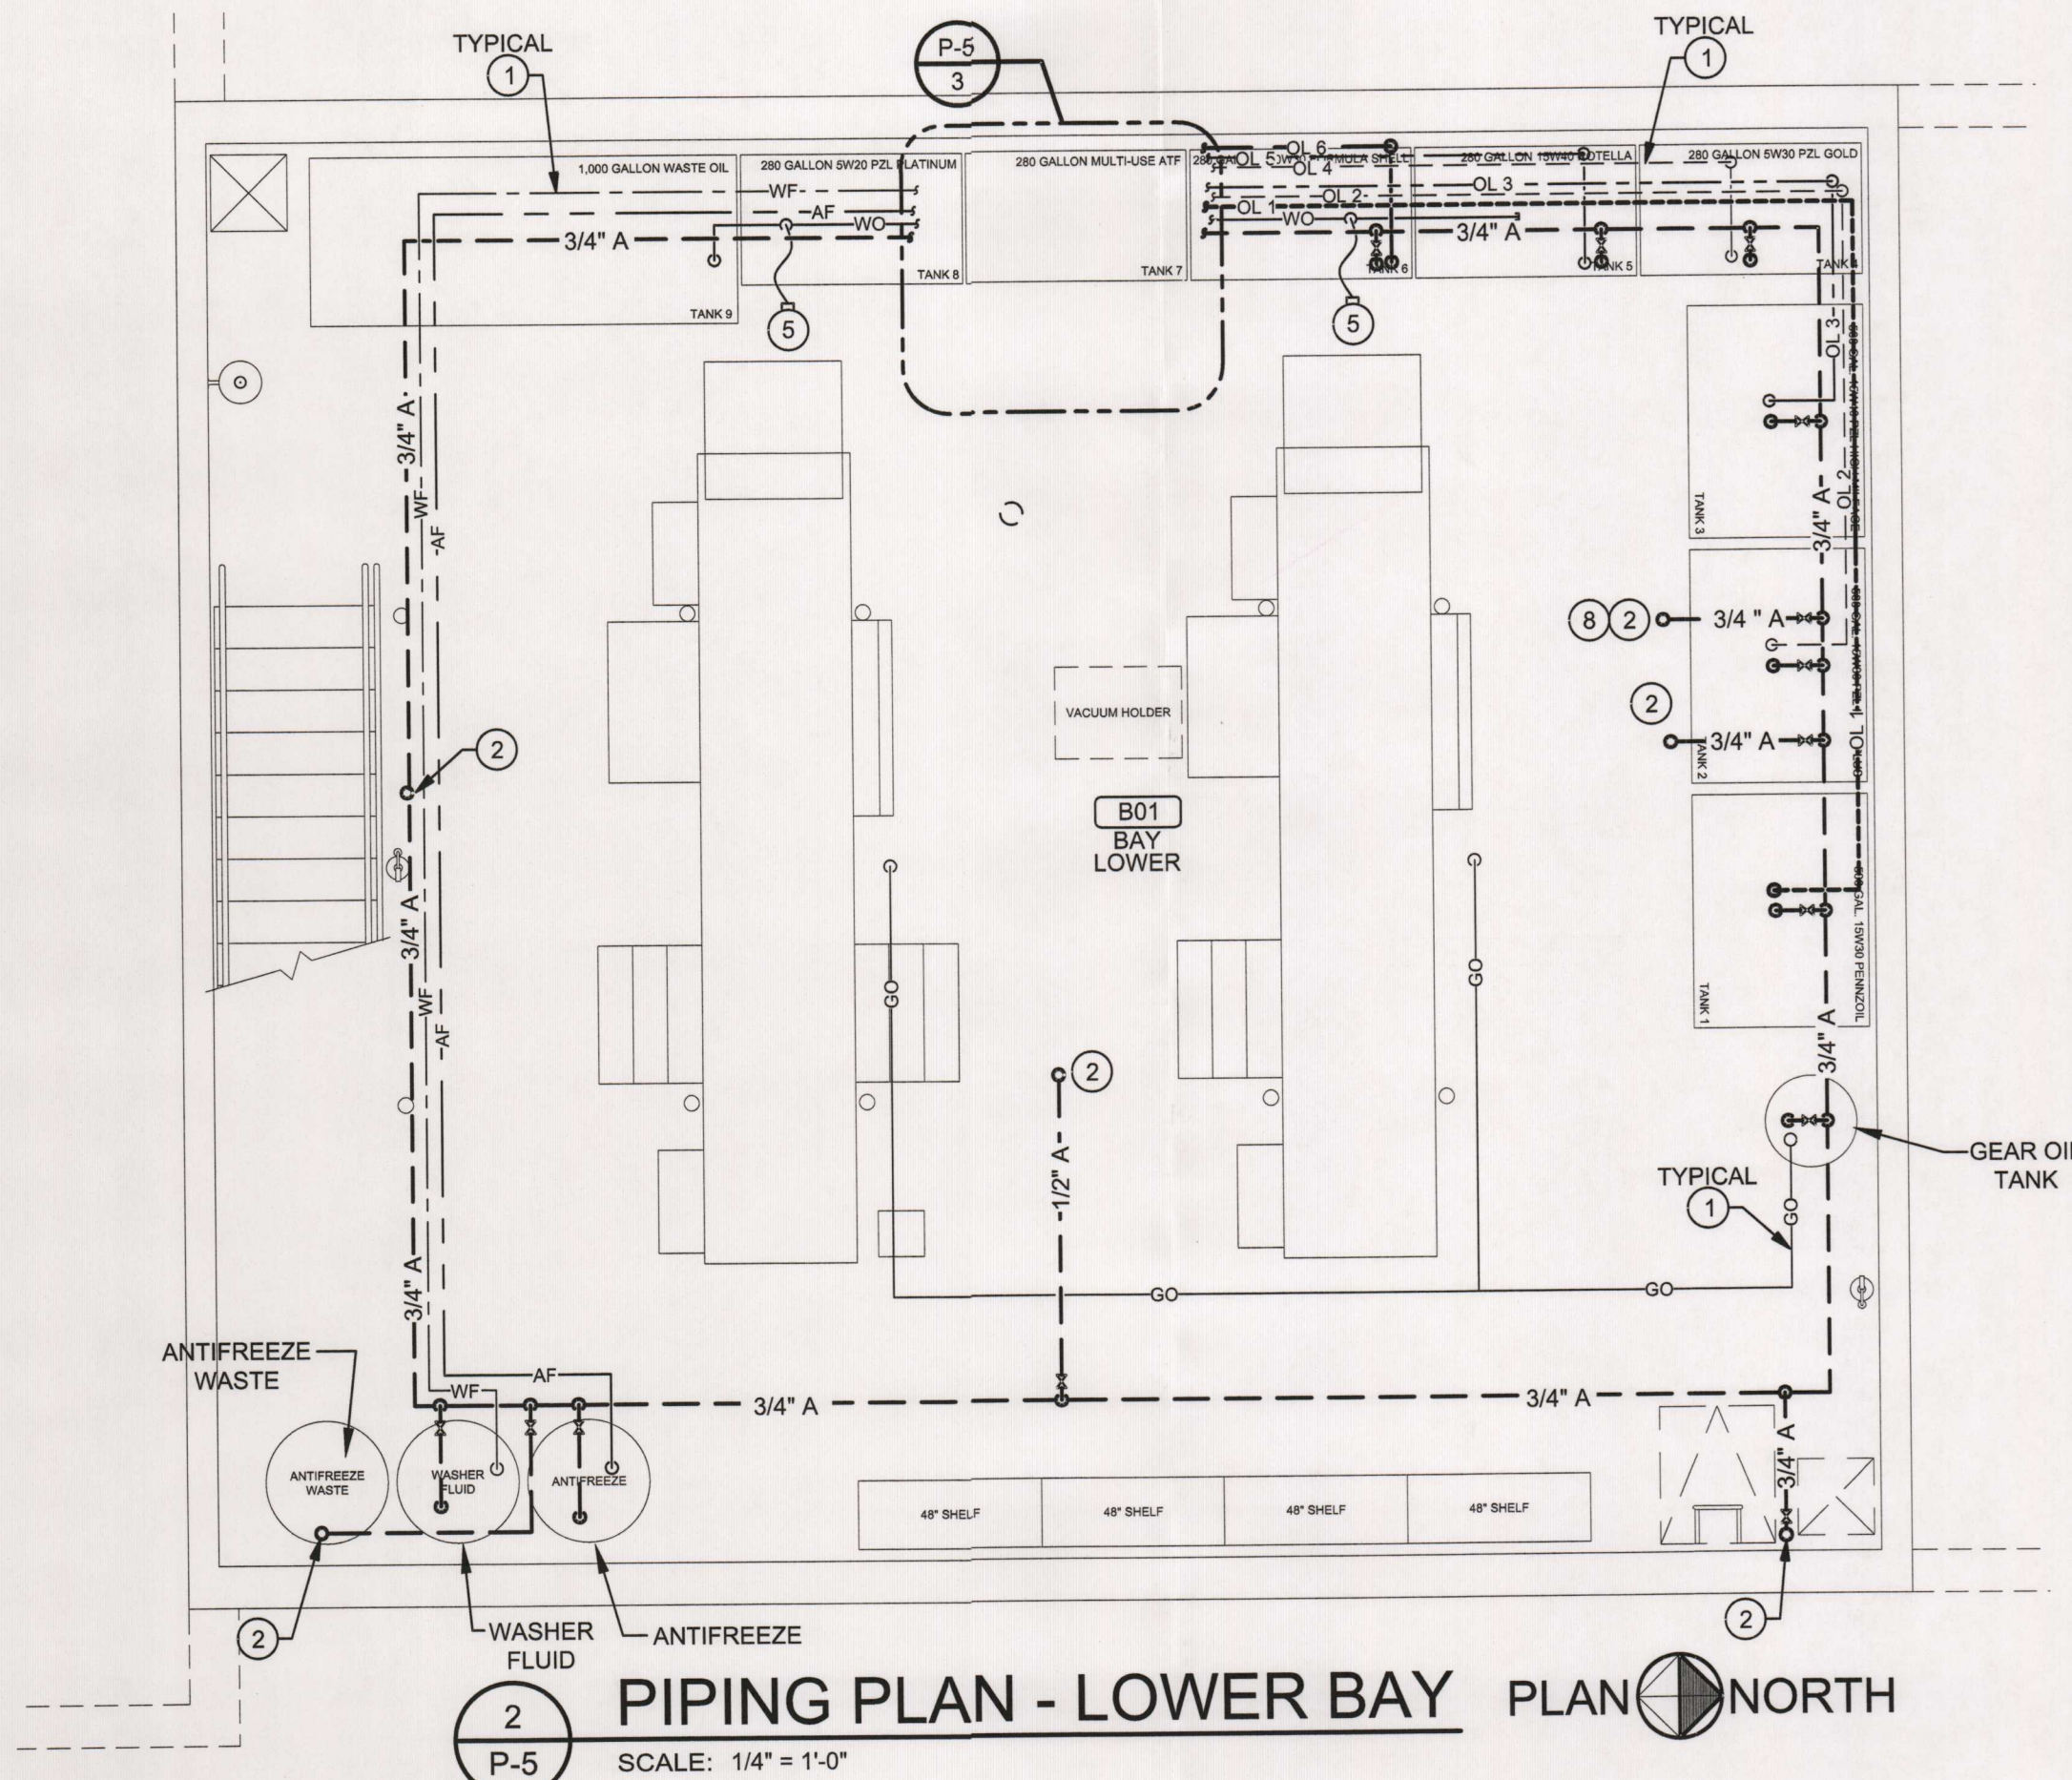 TYPICAL
1
P-5
3
TYPICAL
1
1,000 GALLON WASTE OIL
280 GALLON 5W20 PZL PLATINUM
280 GALLON MULTI-USE ATF
280 GALLON 15W40 ROTELLA
280 GALLON 5W30 PZL GOLD
OL 6
OL 5
OL 4
OL 3
OL 2
OL 1
WF
AF
WO
WO
3/4" A
3/4" A
TANK 9
TANK 8
TANK 7
TANK 6
TANK 5
TANK 4
5
5
3/4" A
WF
AF
OL 3
OL 2
3/4" A
TANK 3
8
2
3/4 " A
2
3/4" A
TANK 2
OL 1
2
VACUUM HOLDER
B01
BAY
LOWER
3/4" A
WF
AF
GO
GO
GAL. 15W30 PENNZOIL
TANK 1
3/4" A
2
1/2" A
GEAR OIL
TANK
TYPICAL
1
GO
3/4" A
GO
GO
ANTIFREEZE
WASTE
WF
AF
3/4" A
3/4" A
3/4" A
ANTIFREEZE
WASTE
WASHER
FLUID
ANTIFREEZE
48" SHELF
48" SHELF
48" SHELF
48" SHELF
2
WASHER
FLUID
ANTIFREEZE
2
2
P-5
PIPING PLAN - LOWER BAY
SCALE: 1/4" = 1'-0"
PLAN NORTH